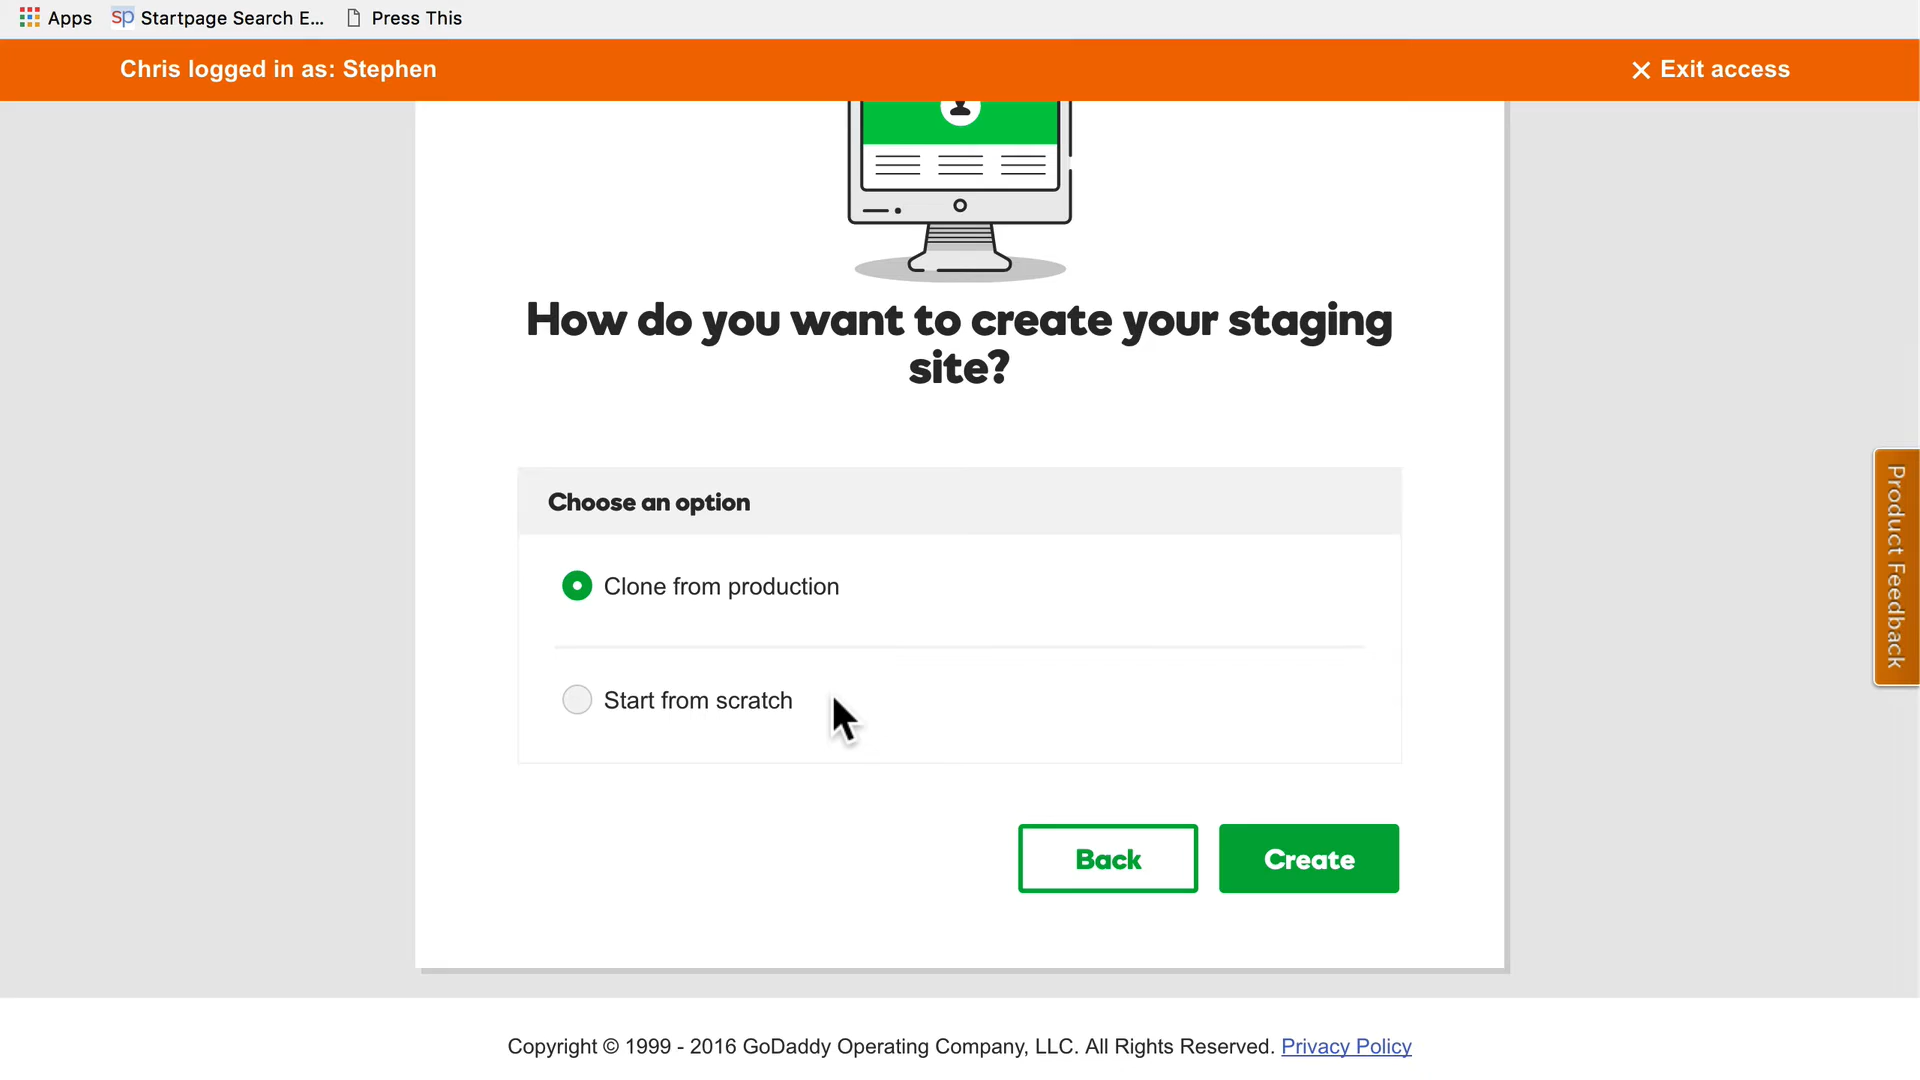 Apps
sp Startpage Search E...
Press This
Chris logged in as: Stephen
Exit access
How do you want to create your staging
site?
Choose an option
Clone from production
Start from scratch
Back
Create
Product Feedback
Copyright © 1999 - 2016 GoDaddy Operating Company, LLC. All Rights Reserved. Privacy Policy